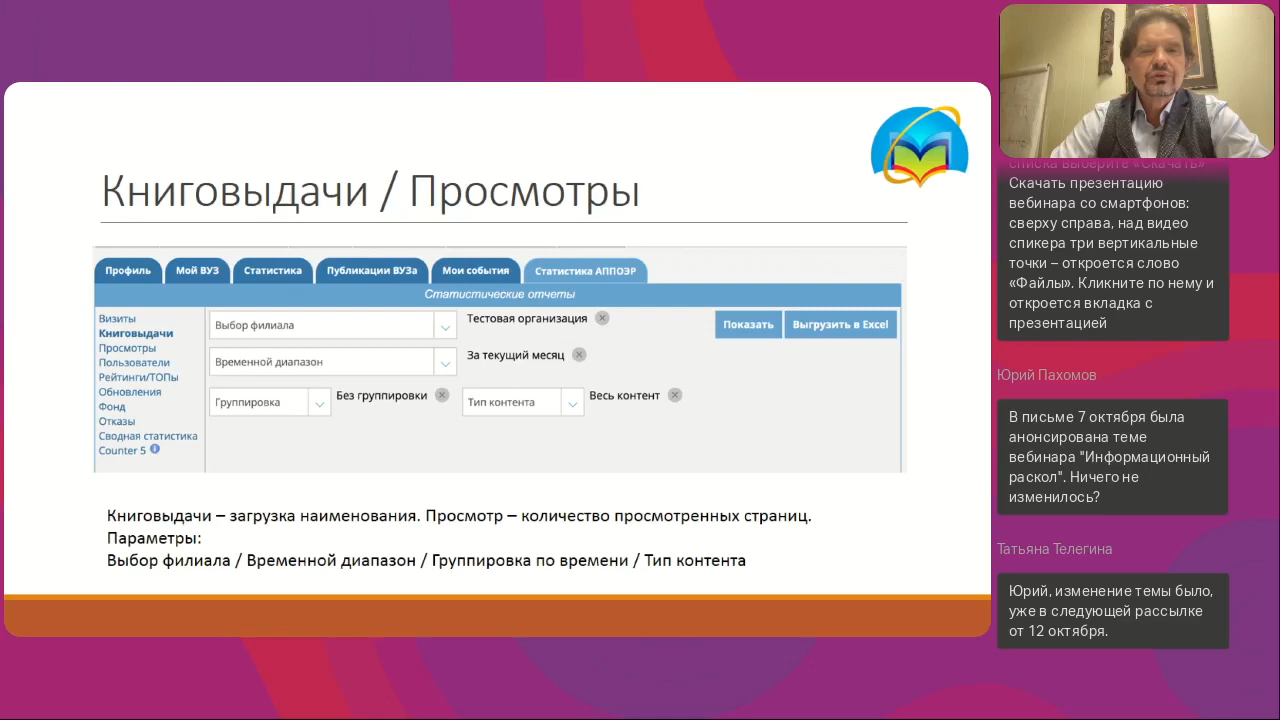 Книговыдачи / Просмотры
Профиль
Мой ВУЗ
Статистика
Публикации ВУЗа
Мои события
Статистика АППОЭР
Статистические отчеты
Визиты
Книговыдачи
Просмотры
Пользователи
Рейтинги/ТОПы
Обновления
Фонд
Отказы
Сводная статистика
Counter 5
Выбор филиала
Тестовая организация
Показать
Выгрузить в Excel
Временной диапазон
За текущий месяц
Группировка
Без группировки
Тип контента
Весь контент
Книговыдачи – загрузка наименования. Просмотр – количество просмотренных страниц.
Параметры:
Выбор филиала / Временной диапазон / Группировка по времени / Тип контента
списка выберите «Скачать»
Скачать презентацию
вебинара со смартфонов:
сверху справа, над видео
спикера три вертикальные
точки – откроется слово
«Файлы». Кликните по нему и
откроется вкладка с
презентацией
Юрий Пахомов
В письме 7 октября была
анонсирована теме
вебинара "Информационный
раскол". Ничего не
изменилось?
Татьяна Телегина
Юрий, изменение темы было,
уже в следующей рассылке
от 12 октября.